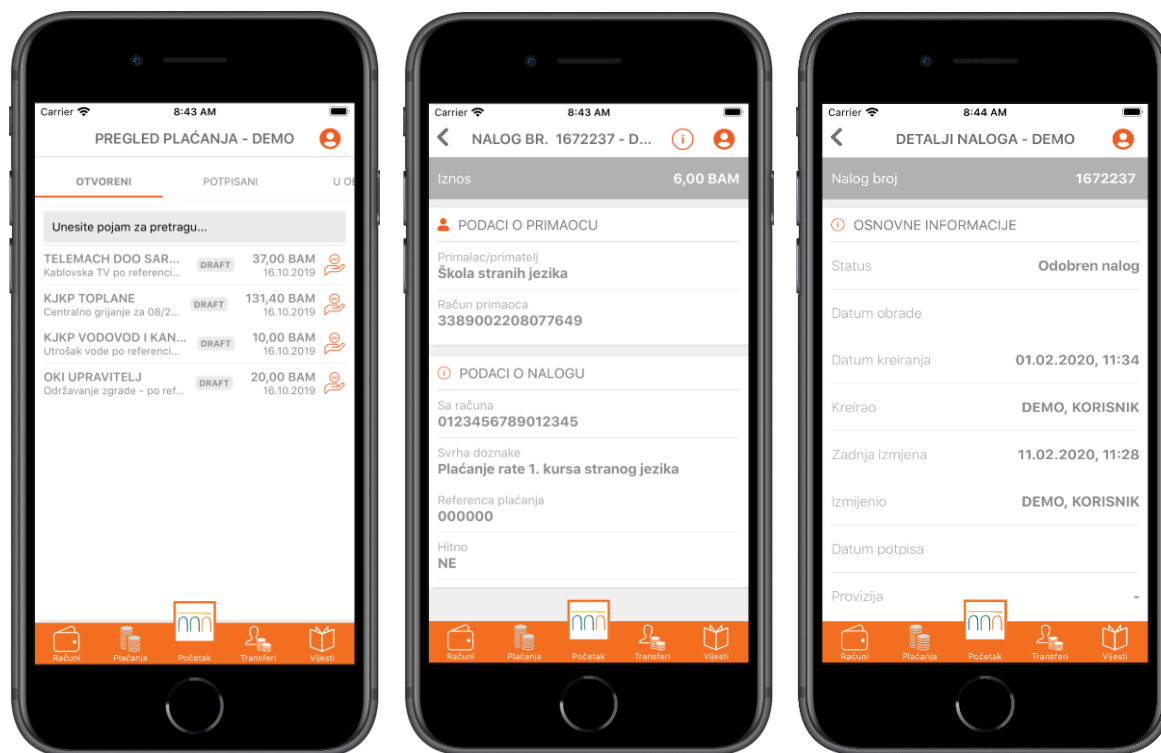 Carrier 8:43 AM
PREGLED PLAĆANJA - DEMO
OTVORENI POTPISANI U OB
Unesite pojam za pretragu...
TELEMACH DOO SAR... DRAFT 37,00 BAM
Kablovska TV po referenci... 16.10.2019
KJKP TOPLANE DRAFT 131,40 BAM
Centralno grijanje za 08/2... 16.10.2019
KJKP VODOVOD I KAN... DRAFT 10,00 BAM
Utrošak vode po referenci... 16.10.2019
OKI UPRAVITELJ DRAFT 20,00 BAM
Održavanje zgrade - po ref... 16.10.2019
Računi Plaćanja Početak Transferi Vijesti
Carrier 8:43 AM
NALOG BR. 1672237 - D...
Iznos 6,00 BAM
PODACI O PRIMAOCU
Primalac/primatelj
Škola stranih jezika
Račun primaoca
3389002208077649
PODACI O NALOGU
Sa računa
0123456789012345
Svrha doznake
Plaćanje rate 1. kursa stranog jezika
Referenca plaćanja
000000
Hitno
NE
Računi Plaćanja Početak Transferi Vijesti
Carrier 8:44 AM
DETALJI NALOGA - DEMO
Nalog broj 1672237
OSNOVNE INFORMACIJE
Status Odobren nalog
Datum obrade
Datum kreiranja 01.02.2020, 11:34
Kreirao DEMO, KORISNIK
Zadnja izmjena 11.02.2020, 11:28
Izmijenio DEMO, KORISNIK
Datum potpisa
Provizija -
Računi Plaćanja Početak Transferi Vijesti